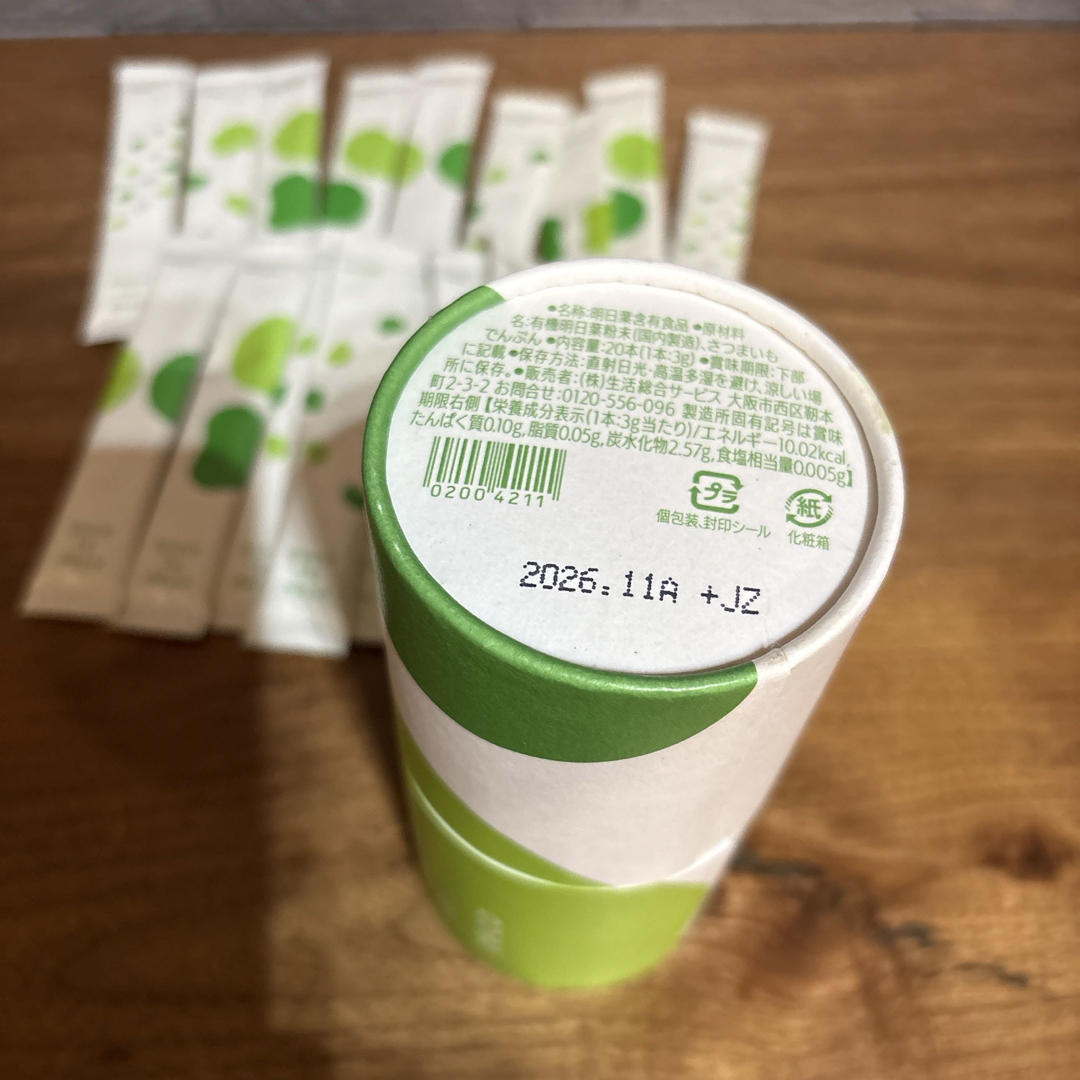 ●名称:明日葉含有食品 ●原材料
名:有機明日葉粉末(国内製造)、さつまいも
でんぷん ●内容量:20本(1本:3g) ●賞味期限:下部
に記載 ●保存方法:直射日光・高温多湿を避け、涼しい場
所に保存。●販売者:(株)生活総合サービス 大阪市西区靭本
町2-3-2 お問合せ:0120-556-096 製造所固有記号は賞味
期限右側【栄養成分表示(1本:3g当たり)/エネルギー10.02kcal,
たんぱく質0.10g,脂質0.05g,炭水化物2.57g,食塩相当量0.005g】
0200 4211
プラ
個包装、封印シール
紙
化粧箱
2026.11A +JZ